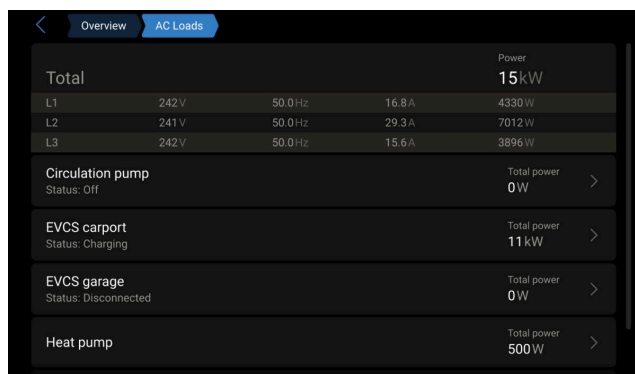 Overview AC Loads
Power
Total 15kW
L1 242V 50.0Hz 16.8A 4330W
L2 241V 50.0Hz 29.3A 7012W
L3 242V 50.0Hz 15.6A 3896W
Circulation pump Total power
Status: Off 0W
EVCS carport Total power
Status: Charging 11kW
EVCS garage Total power
Status: Disconnected 0W
Heat pump Total power
500W